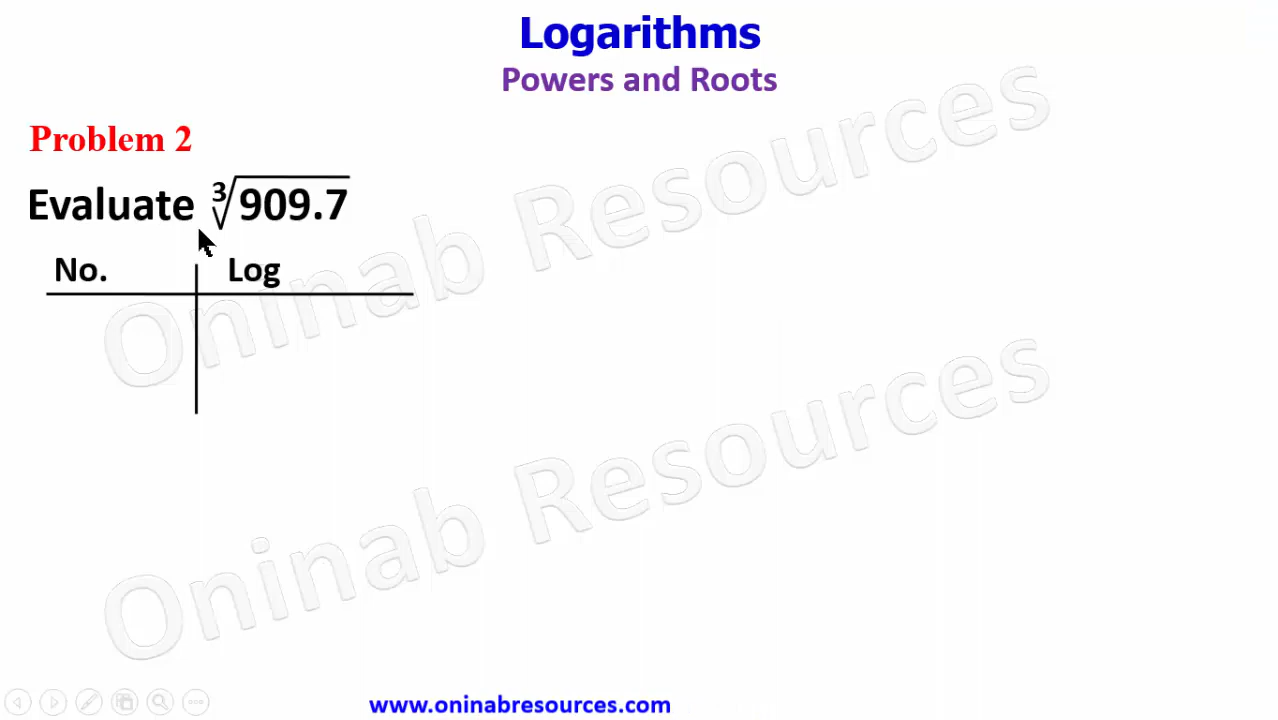 Logarithms
Powers and Roots
Problem 2
Evaluate ∛909.7
No. Log
Oninab Resources
Oninab Resources
www.oninabresources.com